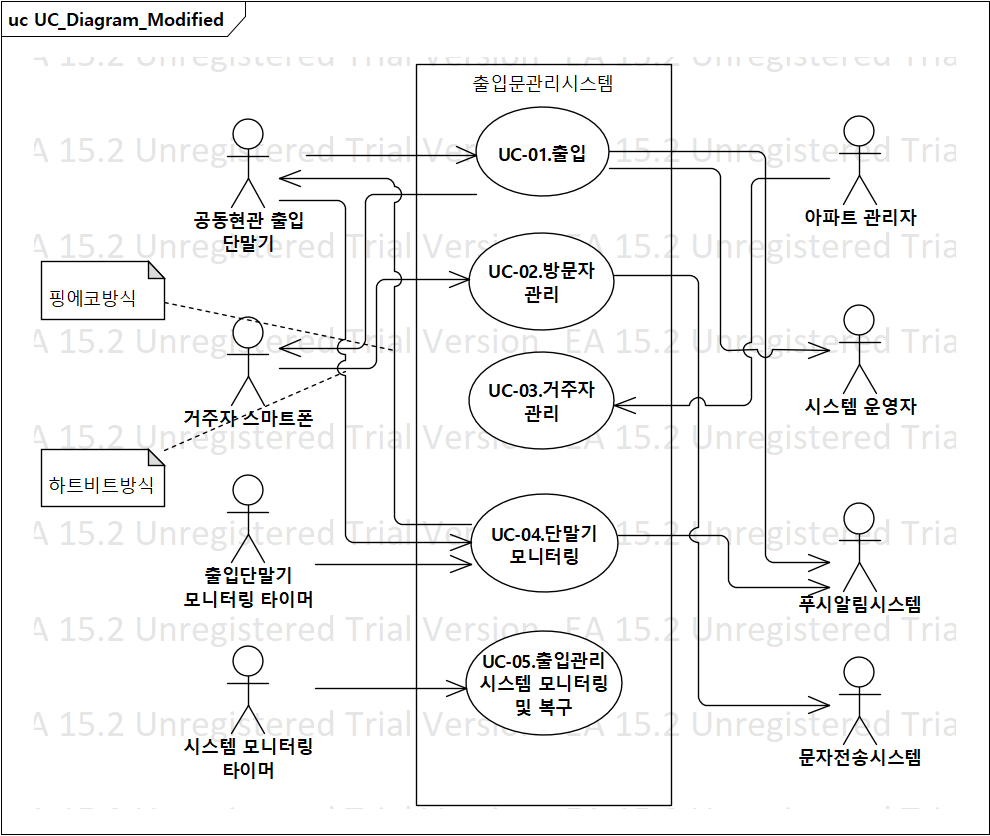 uc UC_Diagram_Modified
EA 15.2 Unregistered Trial Version
출입문관리시스템
UC-01.출입
공동현관 출입
단말기
아파트 관리자
UC-02.방문자
관리
핑에코방식
거주자 스마트폰
UC-03.거주자
관리
시스템 운영자
하트비트방식
UC-04.단말기
모니터링
출입단말기
모니터링 타이머
푸시알림시스템
UC-05.출입관리
시스템 모니터링
및 복구
시스템 모니터링
타이머
문자전송시스템